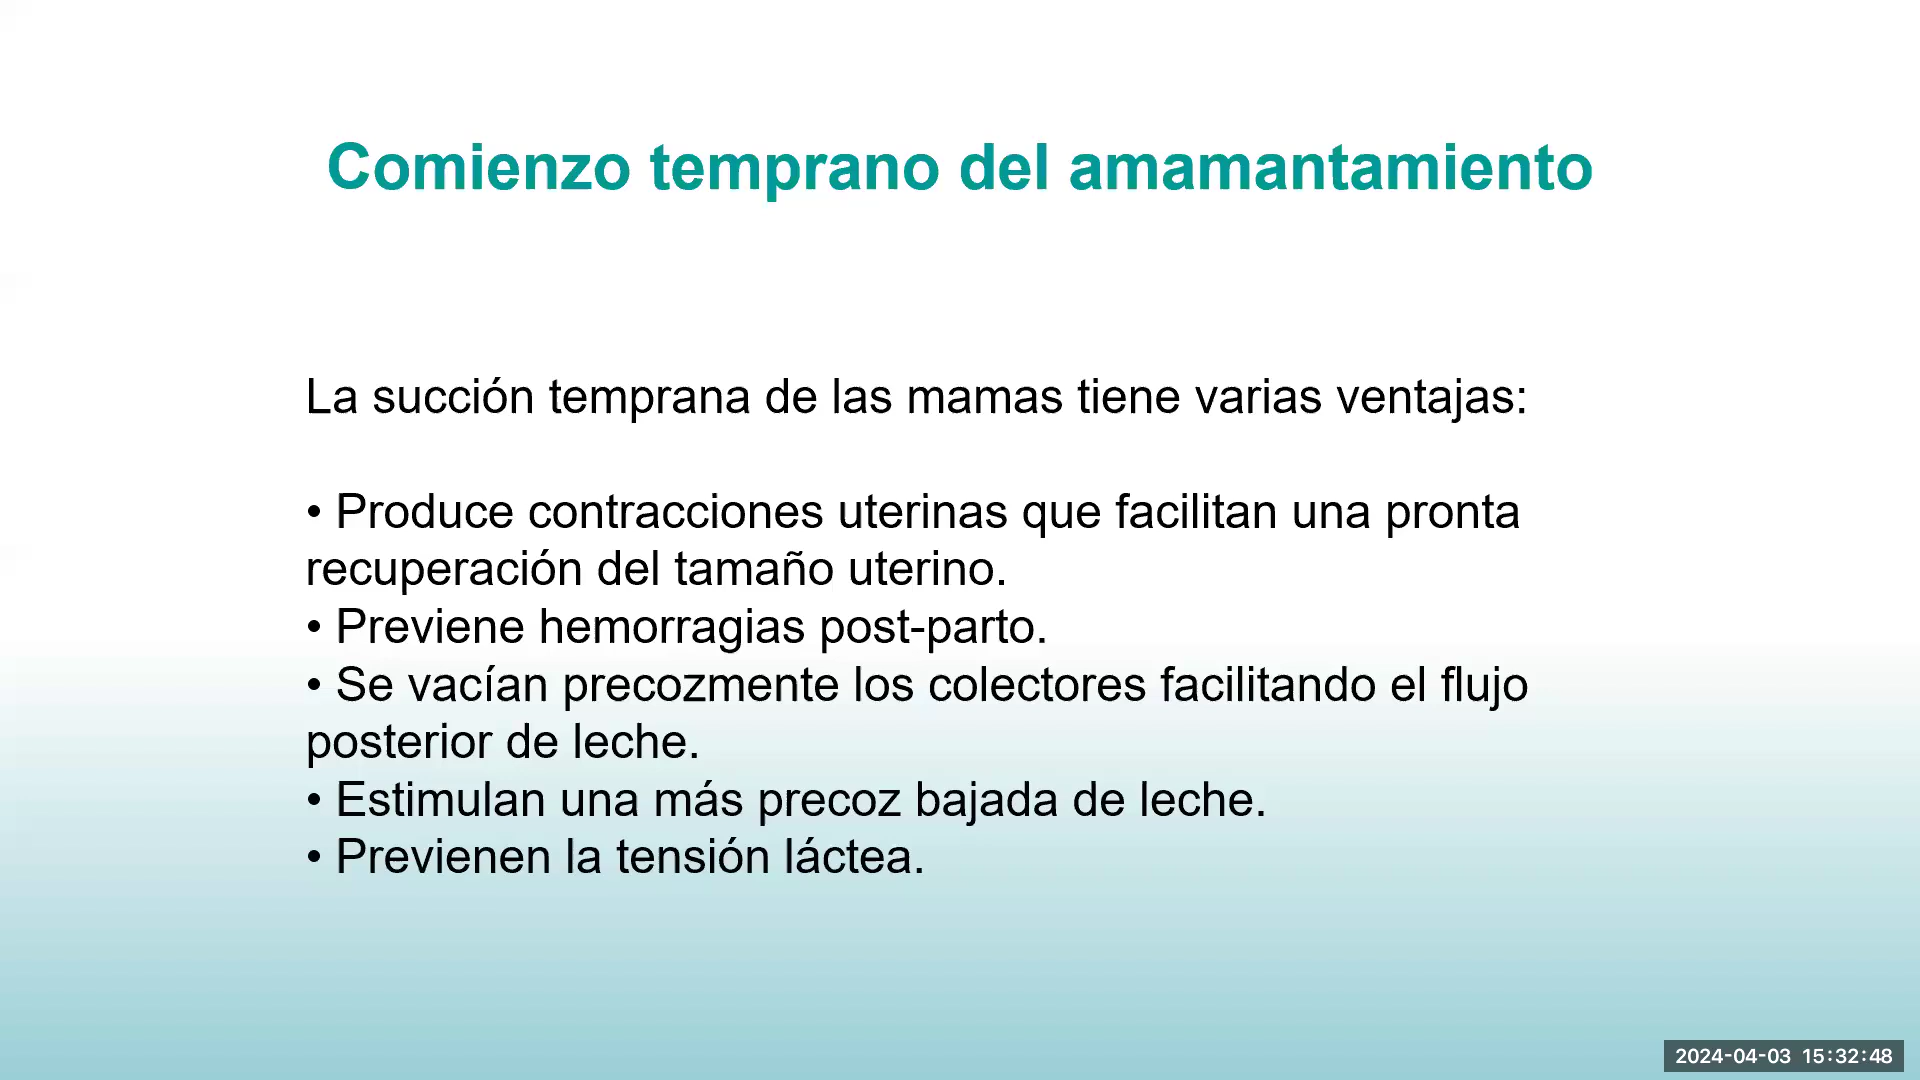 Comienzo temprano del amamantamiento
La succión temprana de las mamas tiene varias ventajas:
• Produce contracciones uterinas que facilitan una pronta
recuperación del tamaño uterino.
• Previene hemorragias post-parto.
• Se vacían precozmente los colectores facilitando el flujo
posterior de leche.
• Estimulan una más precoz bajada de leche.
• Previenen la tensión láctea.
2024-04-03 15:32:48